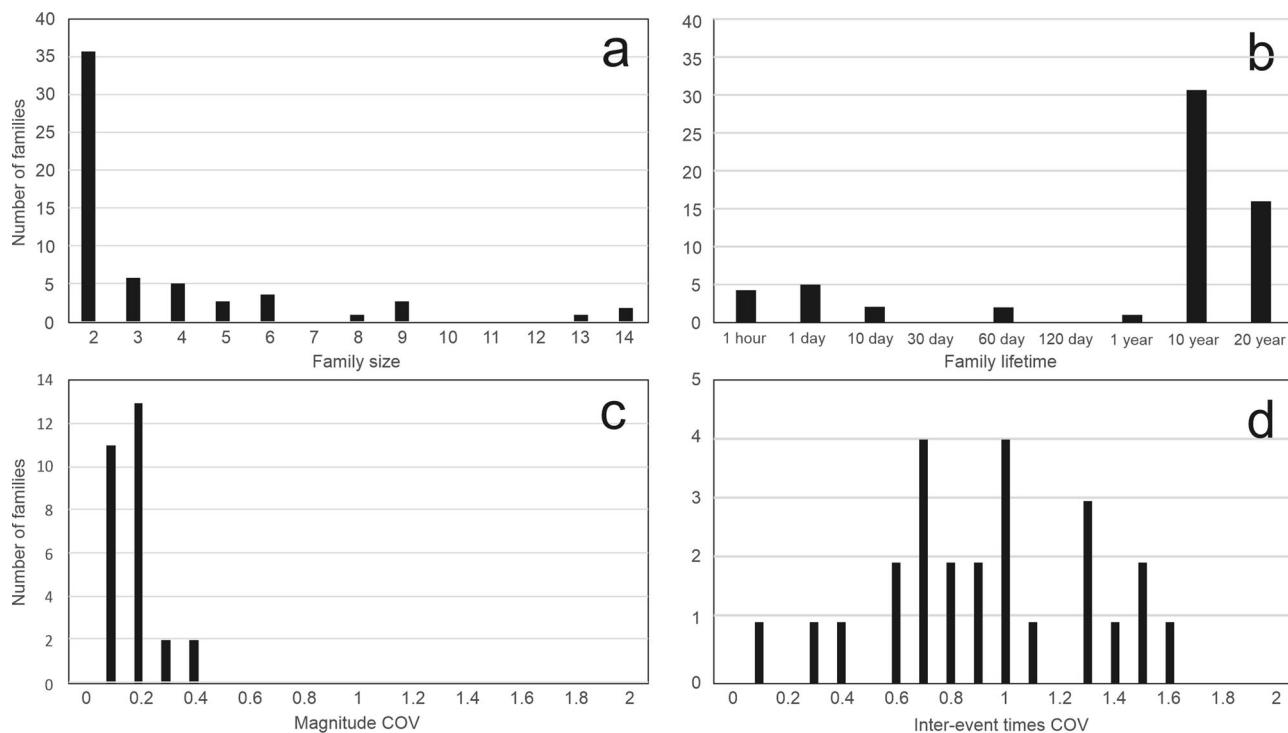 a
Number of families
40
35
30
25
20
15
10
5
0
2 3 4 5 6 7 8 9 10 11 12 13 14
Family size
b
40
35
30
25
20
15
10
5
0
1 hour 1 day 10 day 30 day 60 day 120 day 1 year 10 year 20 year
Family lifetime
c
Number of families
14
12
10
8
6
4
2
0
0 0.2 0.4 0.6 0.8 1 1.2 1.4 1.6 1.8 2
Magnitude COV
d
5
4
3
2
1
0
0 0.2 0.4 0.6 0.8 1 1.2 1.4 1.6 1.8 2
Inter-event times COV